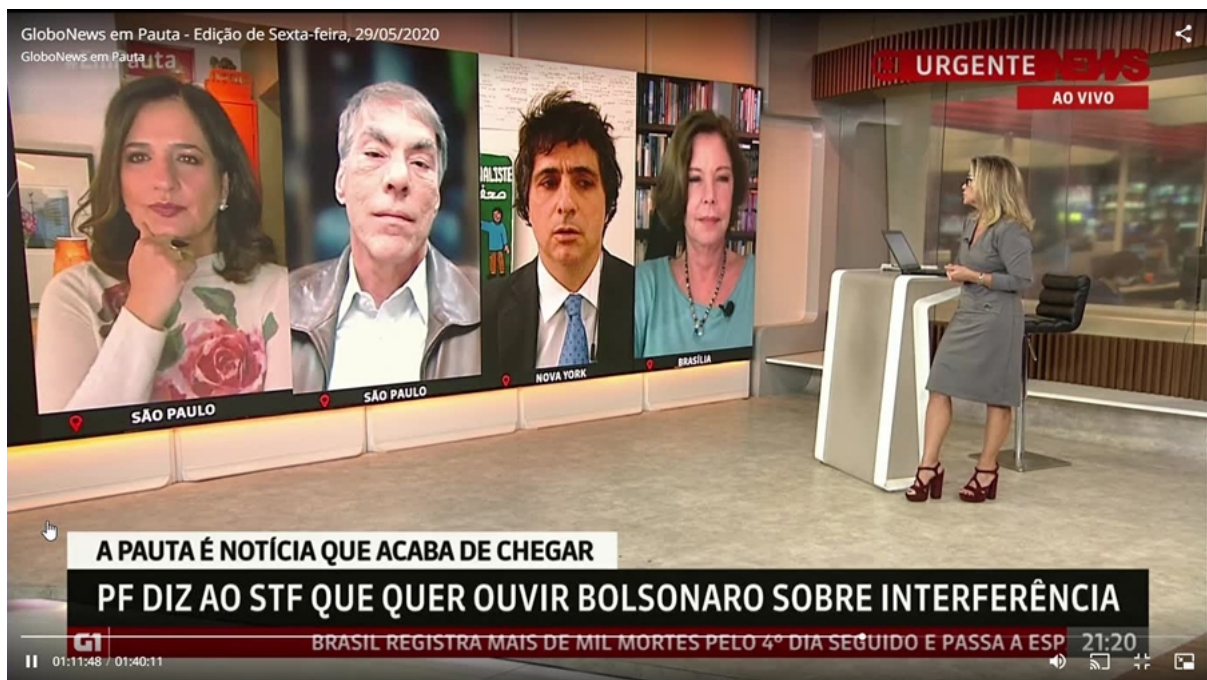 GloboNews em Pauta - Edição de Sexta-feira, 29/05/2020
GloboNews em Pauta
URGENTE
NEWS
AO VIVO
SÃO PAULO
SÃO PAULO
NOVA YORK
BRASÍLIA
A PAUTA É NOTÍCIA QUE ACABA DE CHEGAR
PF DIZ AO STF QUE QUER OUVIR BOLSONARO SOBRE INTERFERÊNCIA
G1
BRASIL REGISTRA MAIS DE MIL MORTES PELO 4º DIA SEGUIDO E PASSA A ESP
21:20
01:11:48 / 01:40:11